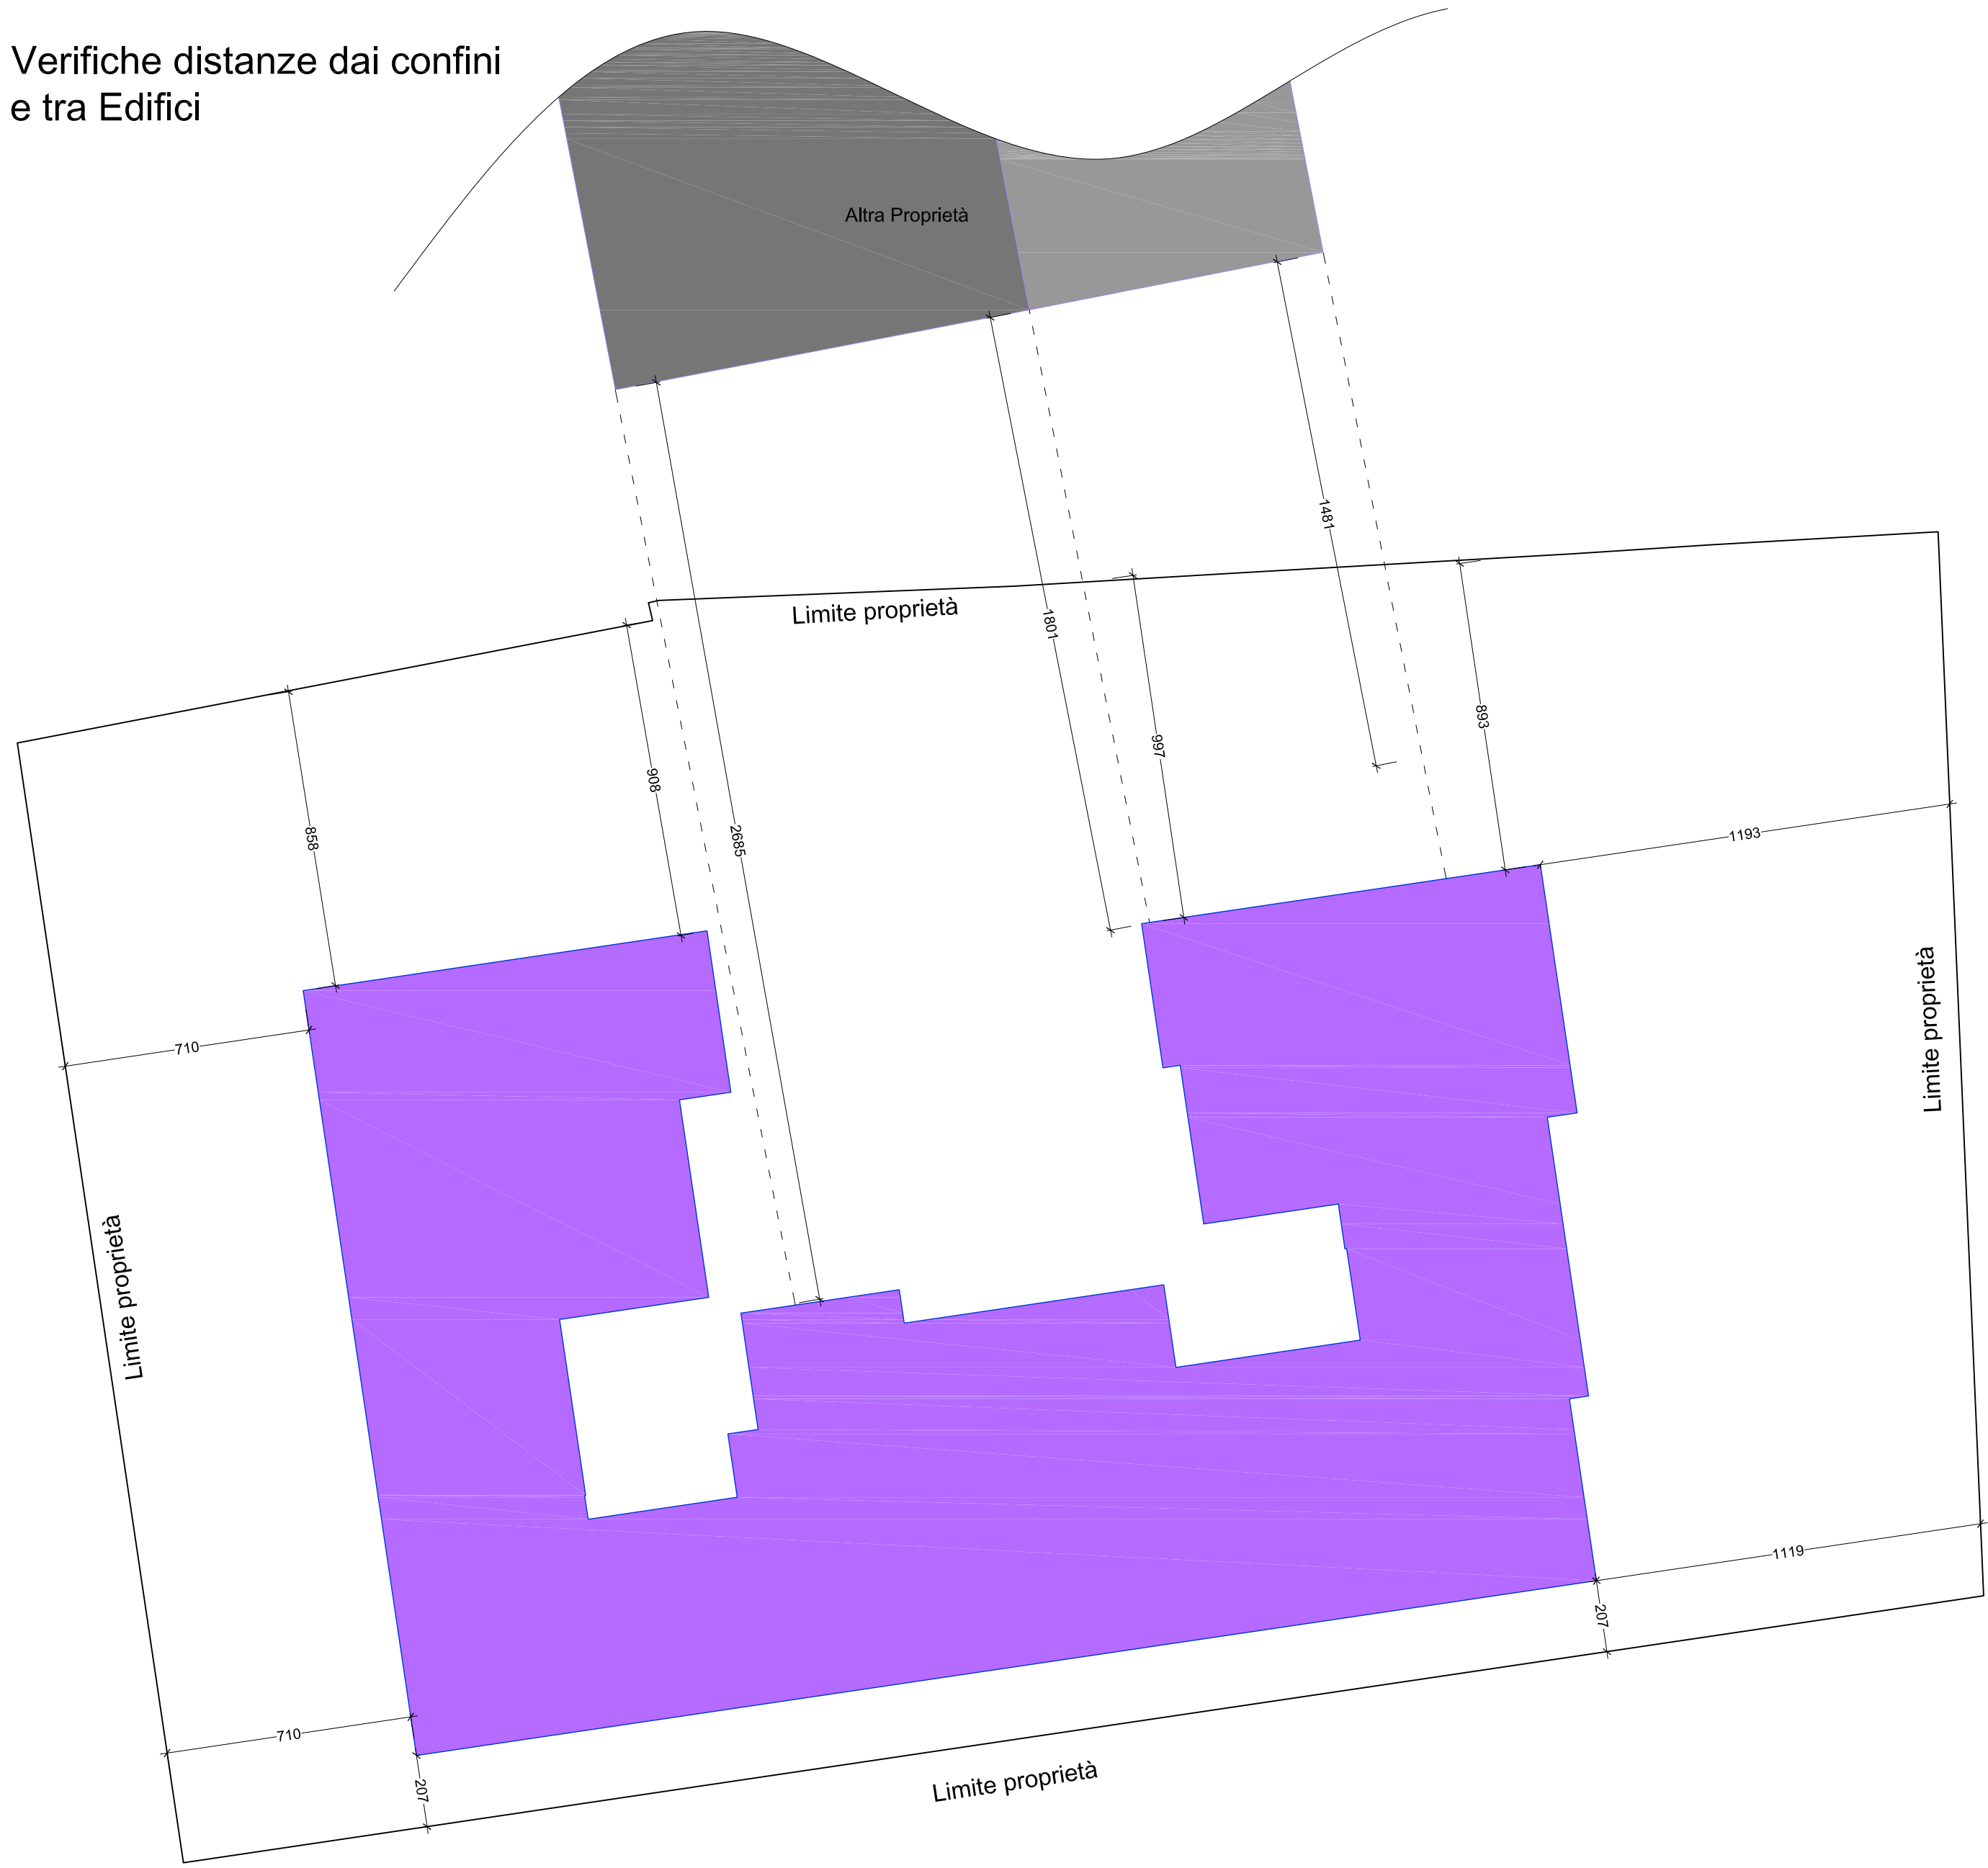 Verifiche distanze dai confini
e tra Edifici
Altra Proprietà
1481
Limite proprietà
1801
997
893
908
858
2685
1193
Limite proprietà
710
Limite proprietà
1119
207
710
207
Limite proprietà